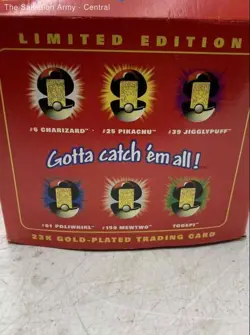 The Salvation Army - Central
LIMITED EDITION
#6 CHARIZARD™ #25 PIKACHU™ #39 JIGGLYPUFF™
Gotta catch 'em all!
#61 POLIWHIRL™ #150 MEWTWO™ TOGEPI™
23K GOLD-PLATED TRADING CARD